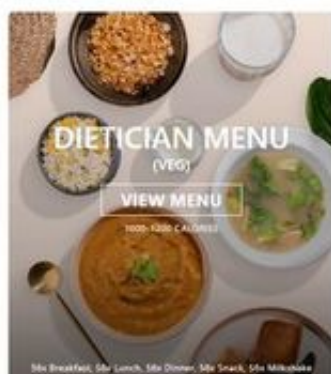 DIETICIAN MENU
(VEG)
VIEW MENU
1000-1200 CALORIES
Breakfast, Lunch, Dinner, Snack, Milkshake